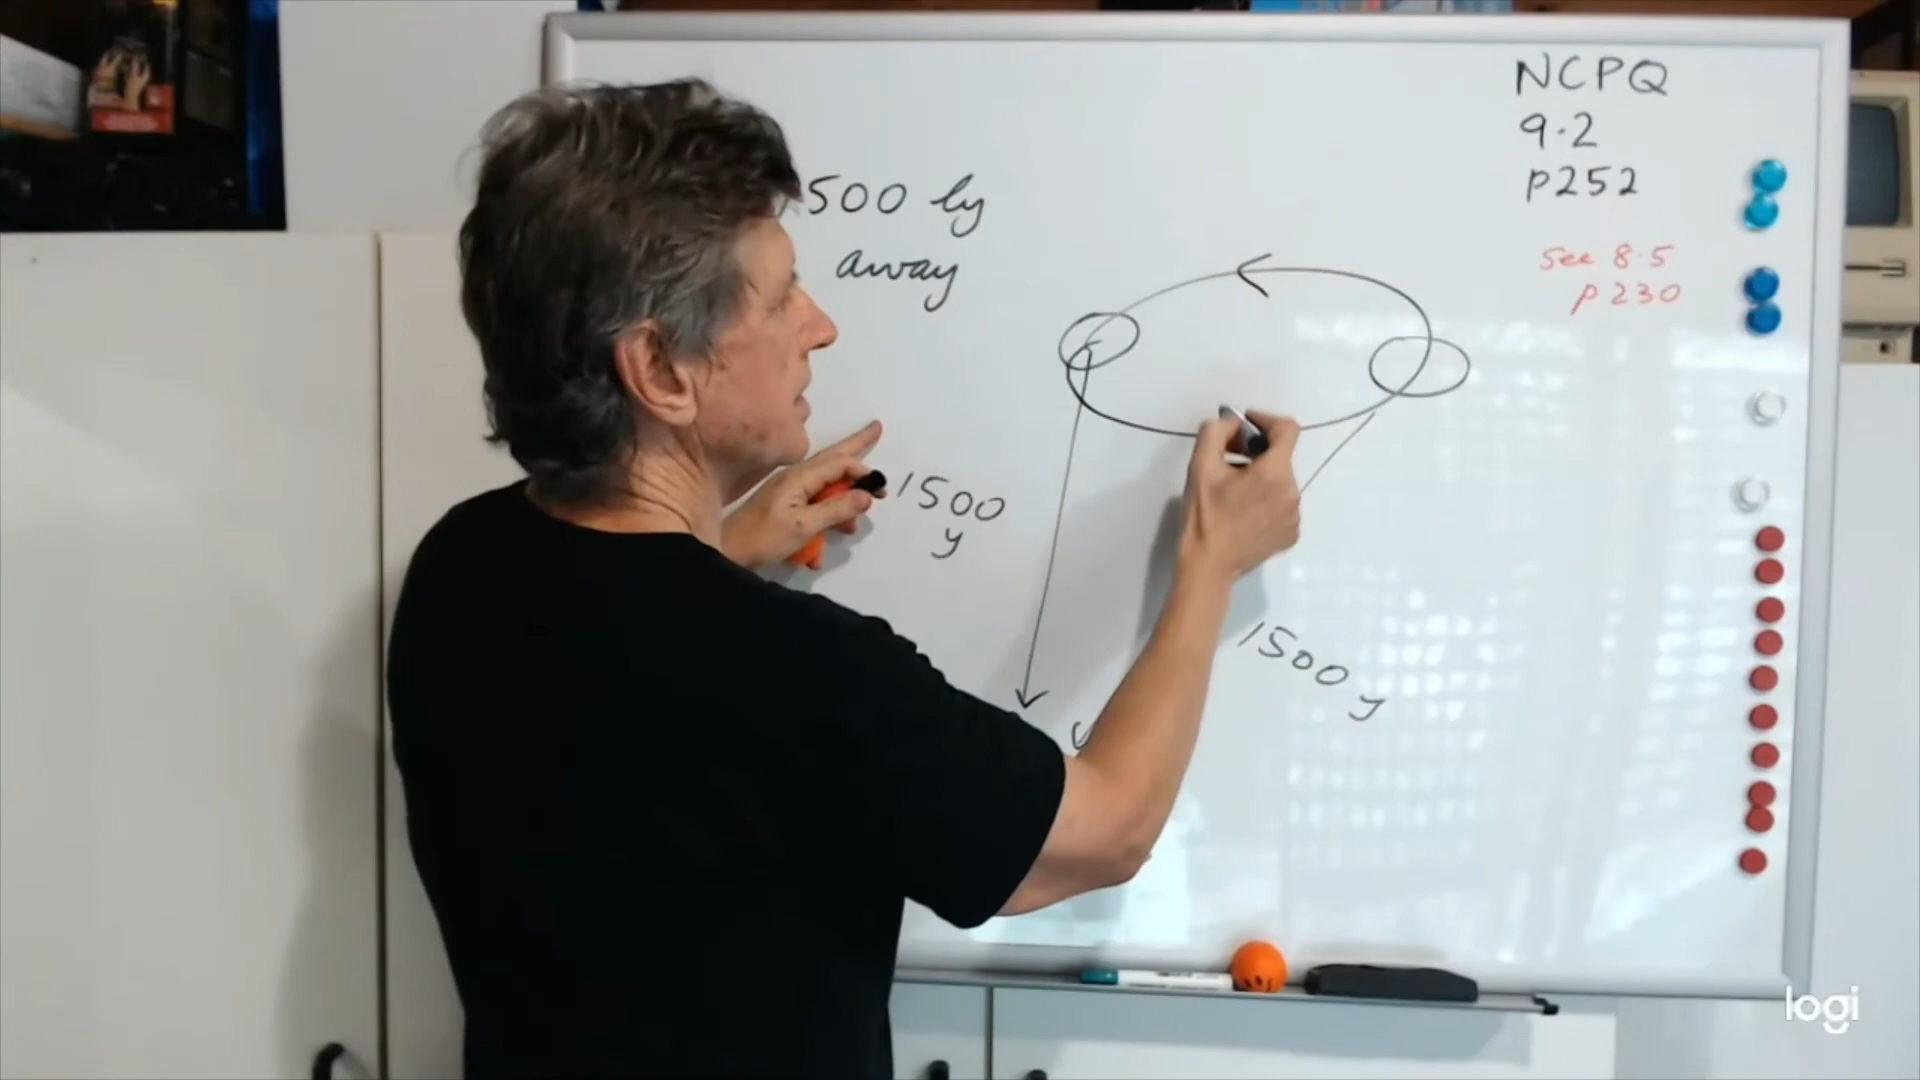 NCPQ
9.2
p252
See 8.5
p230
500 ly
away
1500
y
1500 y
logi